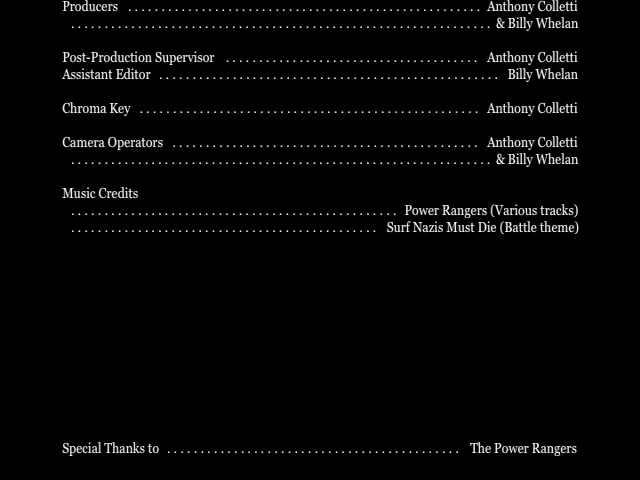 Producers . . . . . . . . . . . . . . . . . . . . . . . . . . . . . . . . . . . . . . . . . . . . . . . . . . . . . Anthony Colletti
. . . . . . . . . . . . . . . . . . . . . . . . . . . . . . . . . . . . . . . . . . . . . . . . . . . . . . . . . . . . . . . & Billy Whelan
Post-Production Supervisor . . . . . . . . . . . . . . . . . . . . . . . . . . . . . . . . . . . . . . Anthony Colletti
Assistant Editor . . . . . . . . . . . . . . . . . . . . . . . . . . . . . . . . . . . . . . . . . . . . . . . . . . . Billy Whelan
Chroma Key . . . . . . . . . . . . . . . . . . . . . . . . . . . . . . . . . . . . . . . . . . . . . . . . . . . Anthony Colletti
Camera Operators . . . . . . . . . . . . . . . . . . . . . . . . . . . . . . . . . . . . . . . . . . . . . . Anthony Colletti
. . . . . . . . . . . . . . . . . . . . . . . . . . . . . . . . . . . . . . . . . . . . . . . . . . . . . . . . . . . . . . . & Billy Whelan
Music Credits
. . . . . . . . . . . . . . . . . . . . . . . . . . . . . . . . . . . . . . . . . . . . . . . . . Power Rangers (Various tracks)
. . . . . . . . . . . . . . . . . . . . . . . . . . . . . . . . . . . . . . . . . . . . . . Surf Nazis Must Die (Battle theme)
Special Thanks to . . . . . . . . . . . . . . . . . . . . . . . . . . . . . . . . . . . . . . . . . . . . The Power Rangers